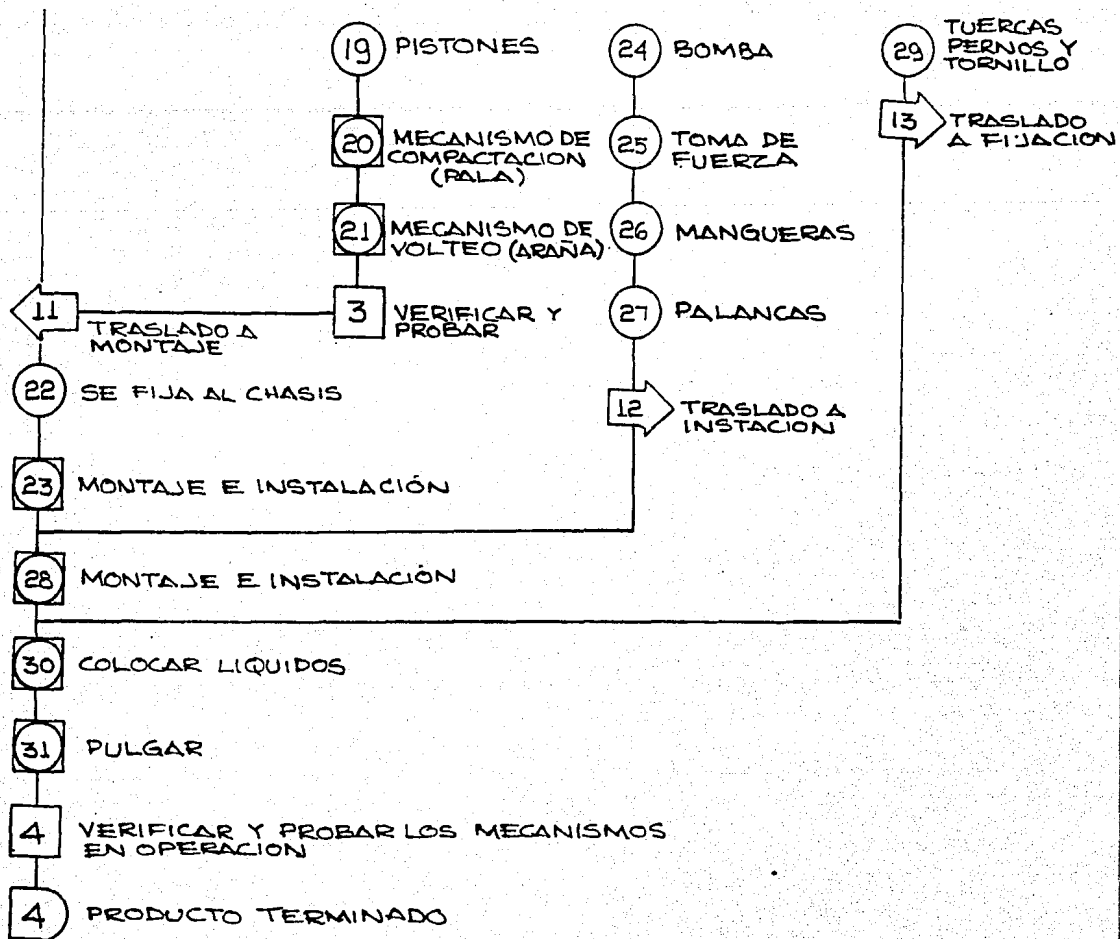 19 PISTONES
20 MECANISMO DE
COMPACTACION
(PALA)
21 MECANISMO DE
VOLTEO (ARAÑA)
3 VERIFICAR Y
PROBAR
11 TRASLADO A
MONTAJE
22 SE FIJA AL CHASIS
23 MONTAJE E INSTALACIÓN
24 BOMBA
25 TOMA DE
FUERZA
26 MANGUERAS
27 PALANCAS
12 TRASLADO A
INSTACION
28 MONTAJE E INSTALACIÓN
29 TUERCAS
PERNOS Y
TORNILLO
13 TRASLADO
A FIJACION
30 COLOCAR LIQUIDOS
31 PULGAR
4 VERIFICAR Y PROBAR LOS MECANISMOS
EN OPERACION
4 PRODUCTO TERMINADO